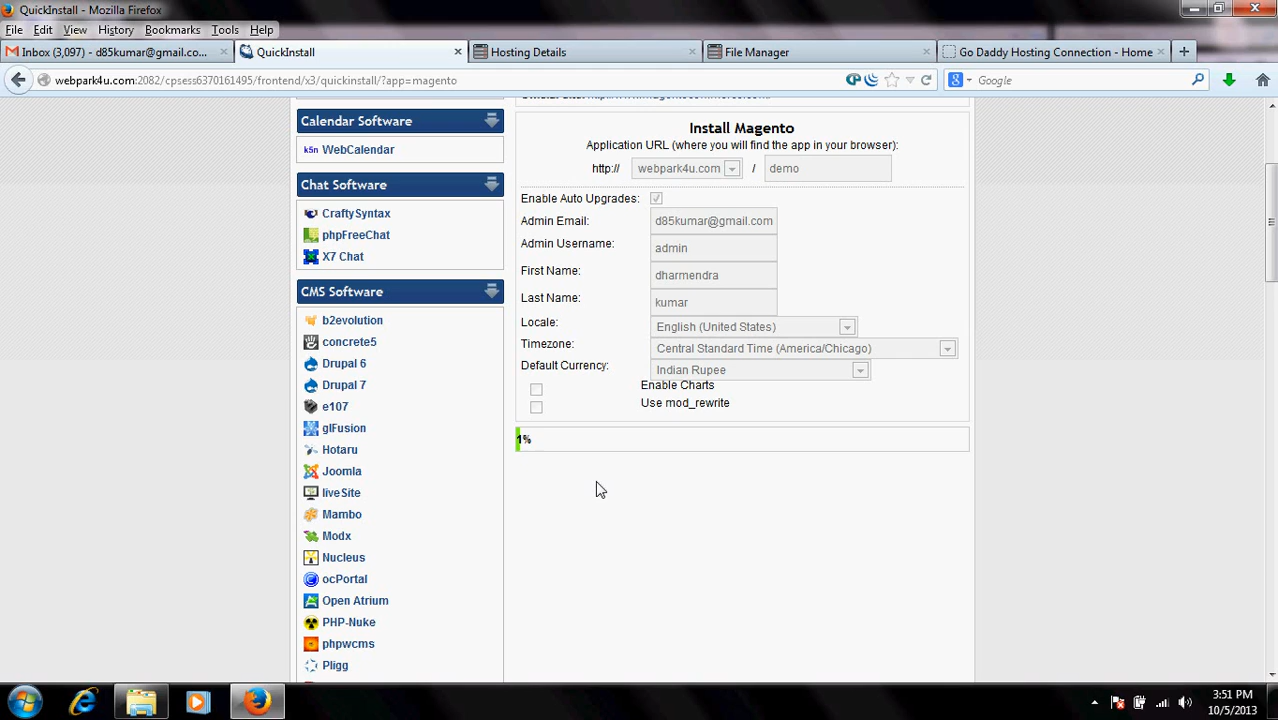 QuickInstall - Mozilla Firefox
File Edit View History Bookmarks Tools Help
Inbox (3,097) - d85kumar@gmail.co... QuickInstall Hosting Details File Manager Go Daddy Hosting Connection - Home
webpark4u.com:2082/cpsess6370161495/frontend/x3/quickinstall/?app=magento
Google
Calendar Software
k5n WebCalendar
Chat Software
CraftySyntax
phpFreeChat
X7 Chat
CMS Software
b2evolution
concrete5
Drupal 6
Drupal 7
e107
glFusion
Hotaru
Joomla
liveSite
Mambo
Modx
Nucleus
ocPortal
Open Atrium
PHP-Nuke
phpwcms
Pligg
Install Magento
Application URL (where you will find the app in your browser):
http:// webpark4u.com / demo
Enable Auto Upgrades:
Admin Email: d85kumar@gmail.com
Admin Username: admin
First Name: dharmendra
Last Name: kumar
Locale: English (United States)
Timezone: Central Standard Time (America/Chicago)
Default Currency: Indian Rupee
Enable Charts
Use mod_rewrite
1%
3:51 PM
10/5/2013